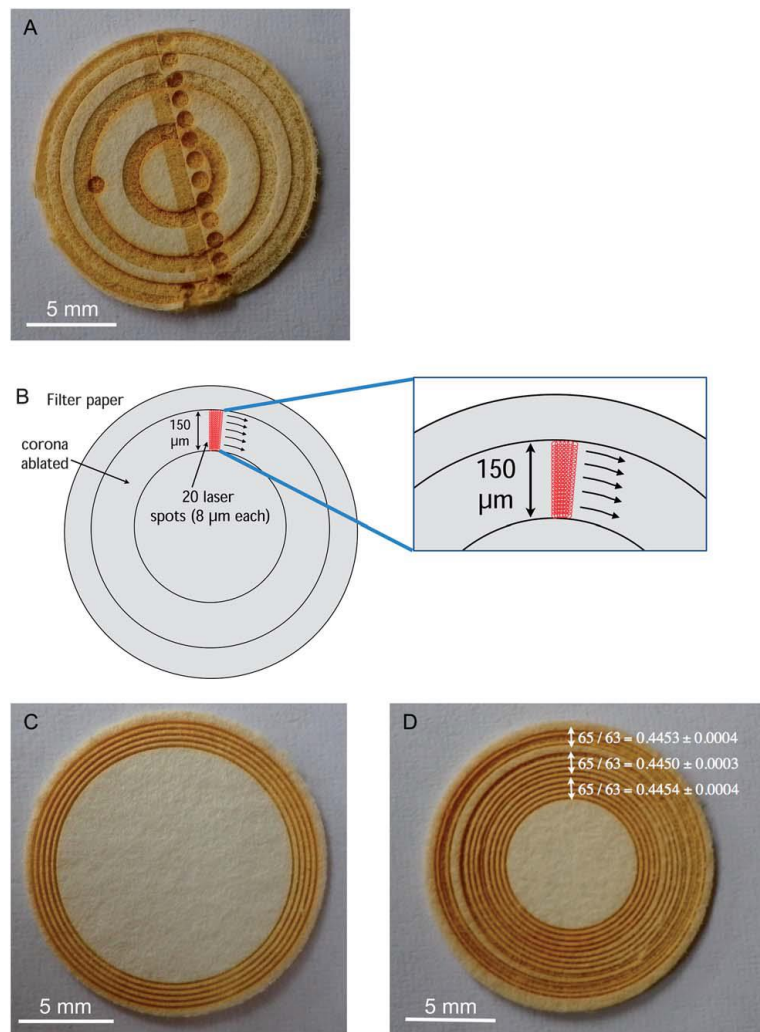 A
5 mm
B
Filter paper
corona
ablated
150
µm
20 laser
spots (8 µm each)
150
µm
C
5 mm
D
65 / 63 = 0.4453 ± 0.0004
65 / 63 = 0.4450 ± 0.0003
65 / 63 = 0.4454 ± 0.0004
5 mm